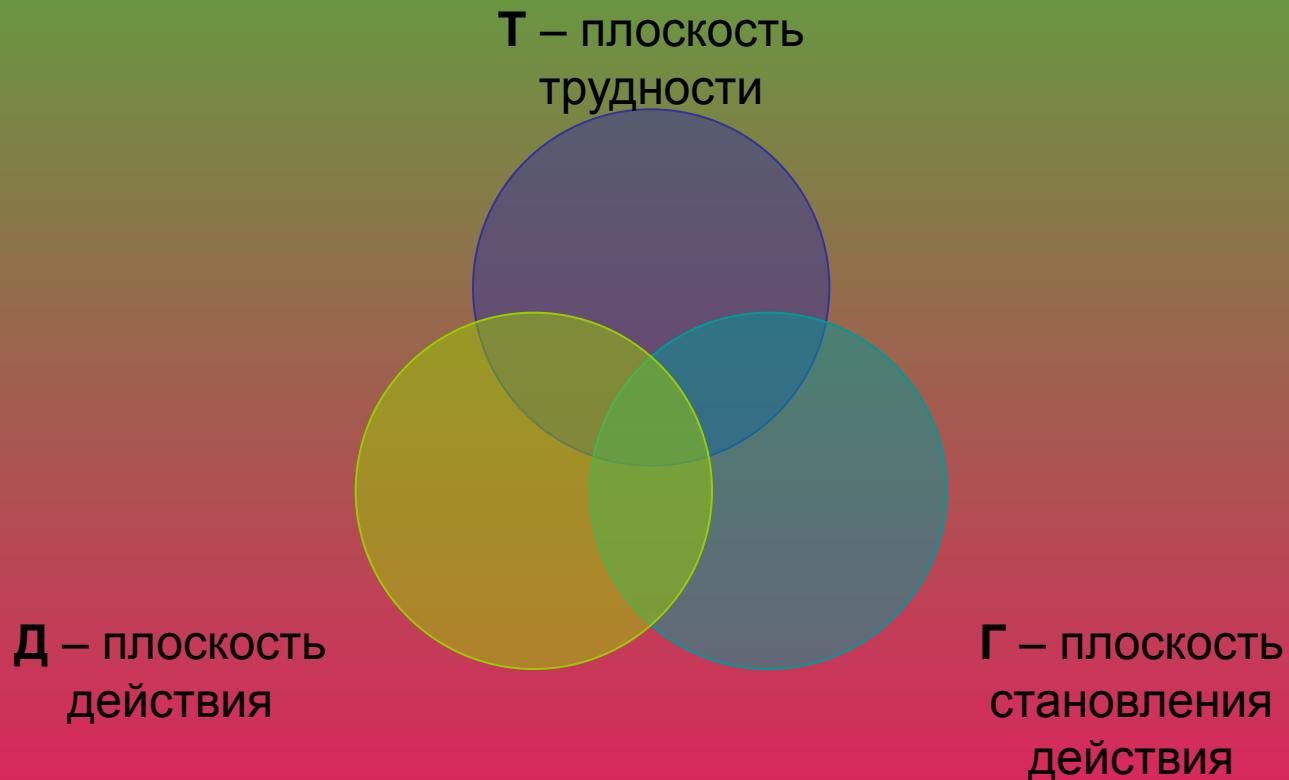 Т – плоскость
трудности
Д – плоскость
действия
Г – плоскость
становления
действия